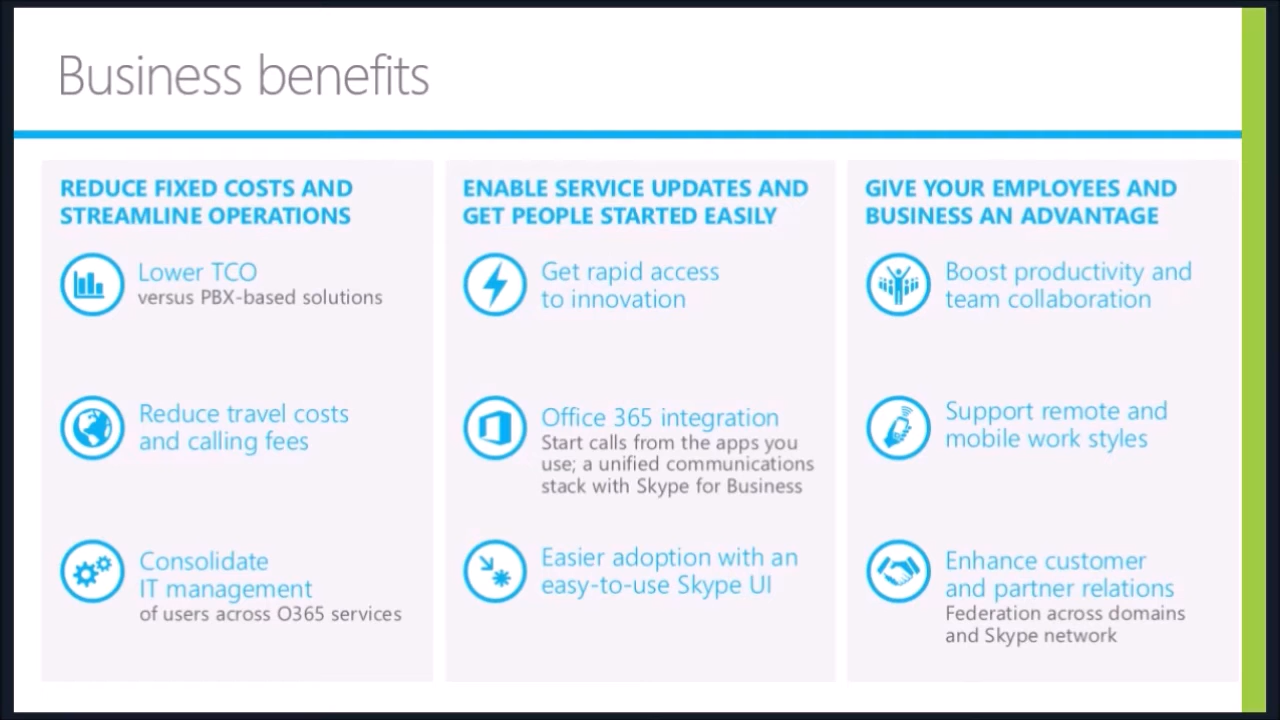 Business benefits
REDUCE FIXED COSTS AND
STREAMLINE OPERATIONS
Lower TCO
versus PBX-based solutions
Reduce travel costs
and calling fees
Consolidate
IT management
of users across O365 services
ENABLE SERVICE UPDATES AND
GET PEOPLE STARTED EASILY
Get rapid access
to innovation
Office 365 integration
Start calls from the apps you
use; a unified communications
stack with Skype for Business
Easier adoption with an
easy-to-use Skype UI
GIVE YOUR EMPLOYEES AND
BUSINESS AN ADVANTAGE
Boost productivity and
team collaboration
Support remote and
mobile work styles
Enhance customer
and partner relations
Federation across domains
and Skype network